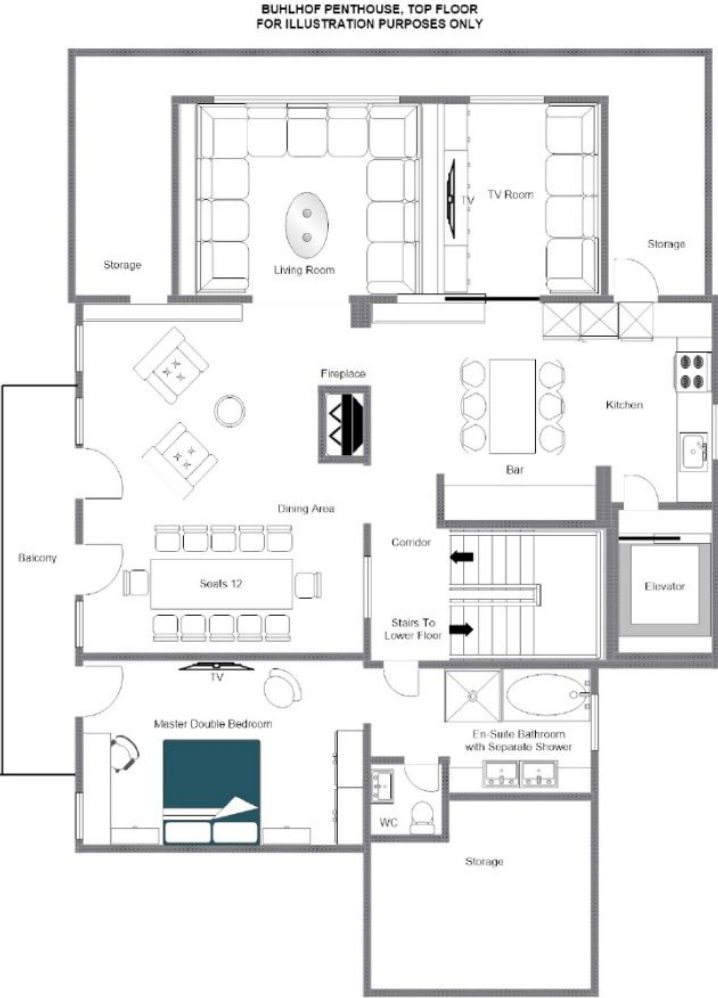 BUHLHOF PENTHOUSE, TOP FLOOR
FOR ILLUSTRATION PURPOSES ONLY
TV
TV Room
Storage
Storage
Living Room
Fireplace
Kitchen
Bar
Dining Area
Corridor
Balcony
Seats 12
Elevator
Stairs To
Lower Floor
TV
Master Double Bedroom
En-Suite Bathroom
with Separate Shower
WC
Storage